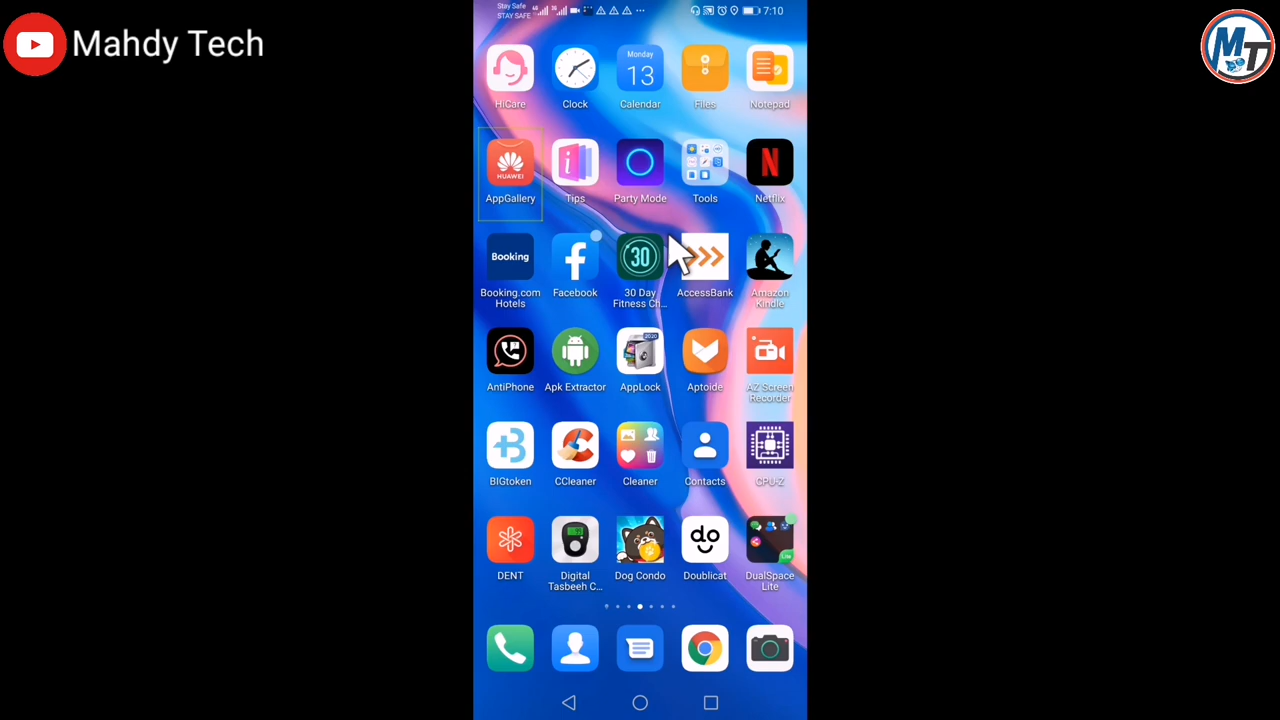 Mahdy Tech
MT
Stay Safe
STAY SAFE
7:10
Monday
13
HiCare
Clock
Calendar
Files
Notepad
HUAWEI
AppGallery
Tips
Party Mode
Tools
Netflix
Booking
30
Booking.com
Hotels
Facebook
30 Day
Fitness Ch...
AccessBank
Amazon
Kindle
2020
AntiPhone
Apk Extractor
AppLock
Aptoide
AZ Screen
Recorder
BIGtoken
CCleaner
Cleaner
Contacts
CPU-Z
do
Lite
DENT
Digital
Tasbeeh C...
Dog Condo
Doublicat
DualSpace
Lite